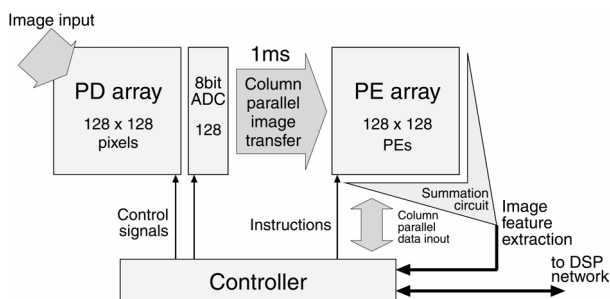 Image input
PD array
128 x 128
pixels
8bit
ADC
128
1ms
Column
parallel
image
transfer
PE array
128 x 128
PEs
Summation
circuit
Control
signals
Instructions
Column
parallel
data inout
Image
feature
extraction
to DSP
network
Controller